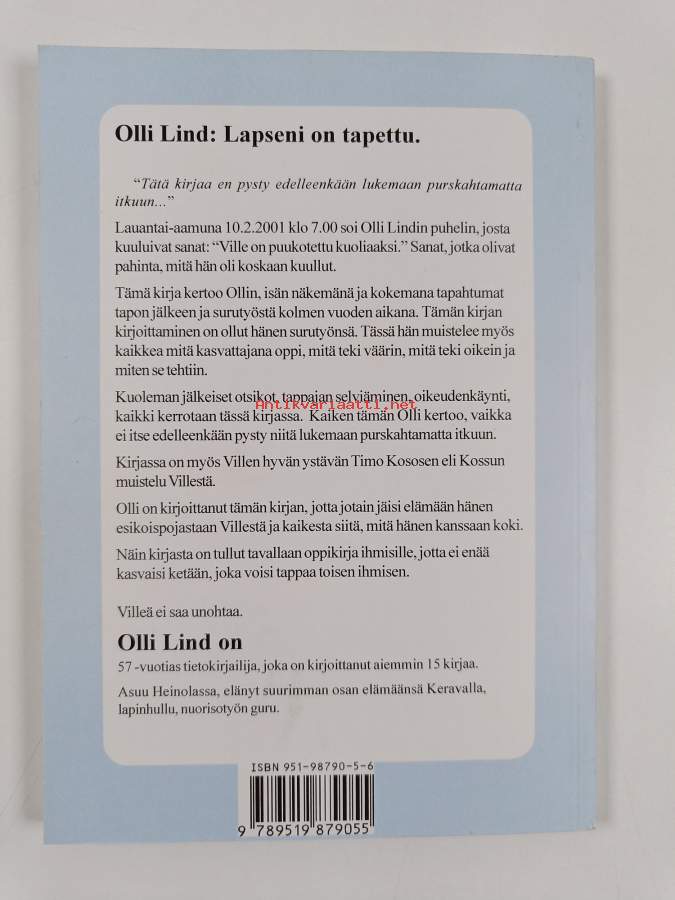 Olli Lind: Lapseni on tapettu.
“Tätä kirjaa en pysty edelleenkään lukemaan purskahtamatta
itkuun...”
Lauantai-aamuna 10.2.2001 klo 7.00 soi Olli Lindin puhelin, josta
kuuluivat sanat: “Ville on puukotettu kuoliaaksi.” Sanat, jotka olivat
pahinta, mitä hän oli koskaan kuullut.
Tämä kirja kertoo Ollin, isän näkemänä ja kokemana tapahtumat
tapon jälkeen ja surutyöstä kolmen vuoden aikana. Tämän kirjan
kirjoittaminen on ollut hänen surutyönsä. Tässä hän muistelee myös
kaikkea mitä kasvattajana oppi, mitä teki väärin, mitä teki oikein ja
miten se tehtiin.
Kuoleman jälkeiset otsikot, tappajan selviäminen, oikeudenkäynti,
Antikvariaatti.net
kaikki kerrotaan tässä kirjassa. Kaiken tämän Olli kertoo, vaikka
ei itse edelleenkään pysty niitä lukemaan purskahtamatta itkuun.
Kirjassa on myös Villen hyvän ystävän Timo Kososen eli Kossun
muistelu Villestä.
Olli on kirjoittanut tämän kirjan, jotta jotain jäisi elämään hänen
esikoispojastaan Villestä ja kaikesta siitä, mitä hänen kanssaan koki.
Näin kirjasta on tullut tavallaan oppikirja ihmisille, jotta ei enää
kasvaisi ketään, joka voisi tappaa toisen ihmisen.
Villeä ei saa unohtaa.
Olli Lind on
57-vuotias tietokirjailija, joka on kirjoittanut aiemmin 15 kirjaa.
Asuu Heinolassa, elänyt suurimman osan elämäänsä Keravalla,
lapinhullu, nuorisotyön guru.
ISBN 951-98790-5-6
9 789519 879055